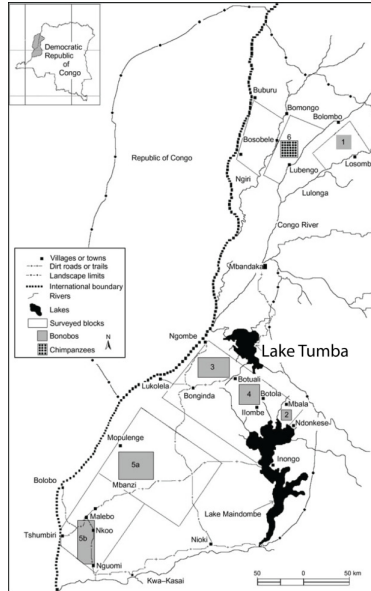 Democratic
Republic
of
Congo
Buburu
Bomongo
Bolombo
1
Bosobele
6
Losombo
Republic of Congo
Lubengo
Ngiri
Lulonga
Congo River
Mbandaka
Villages or towns
Dirt roads or trails
Landscape limits
International boundary
Rivers
Lakes
Surveyed blocks
Bonobos
N
Chimpanzees
Ngombe
Lake Tumba
3
Lukolela
Botuali
Bonginda
4
Botola
Mbala
Ilombe
2
Ndonkese
Mopulenge
5a
Inongo
Mbanzi
Bolobo
Malebo
Lake Maindombe
Nkoo
Tshumbiri
5b
Nioki
Nguomi
Kwa–Kasai
50 0 50 km